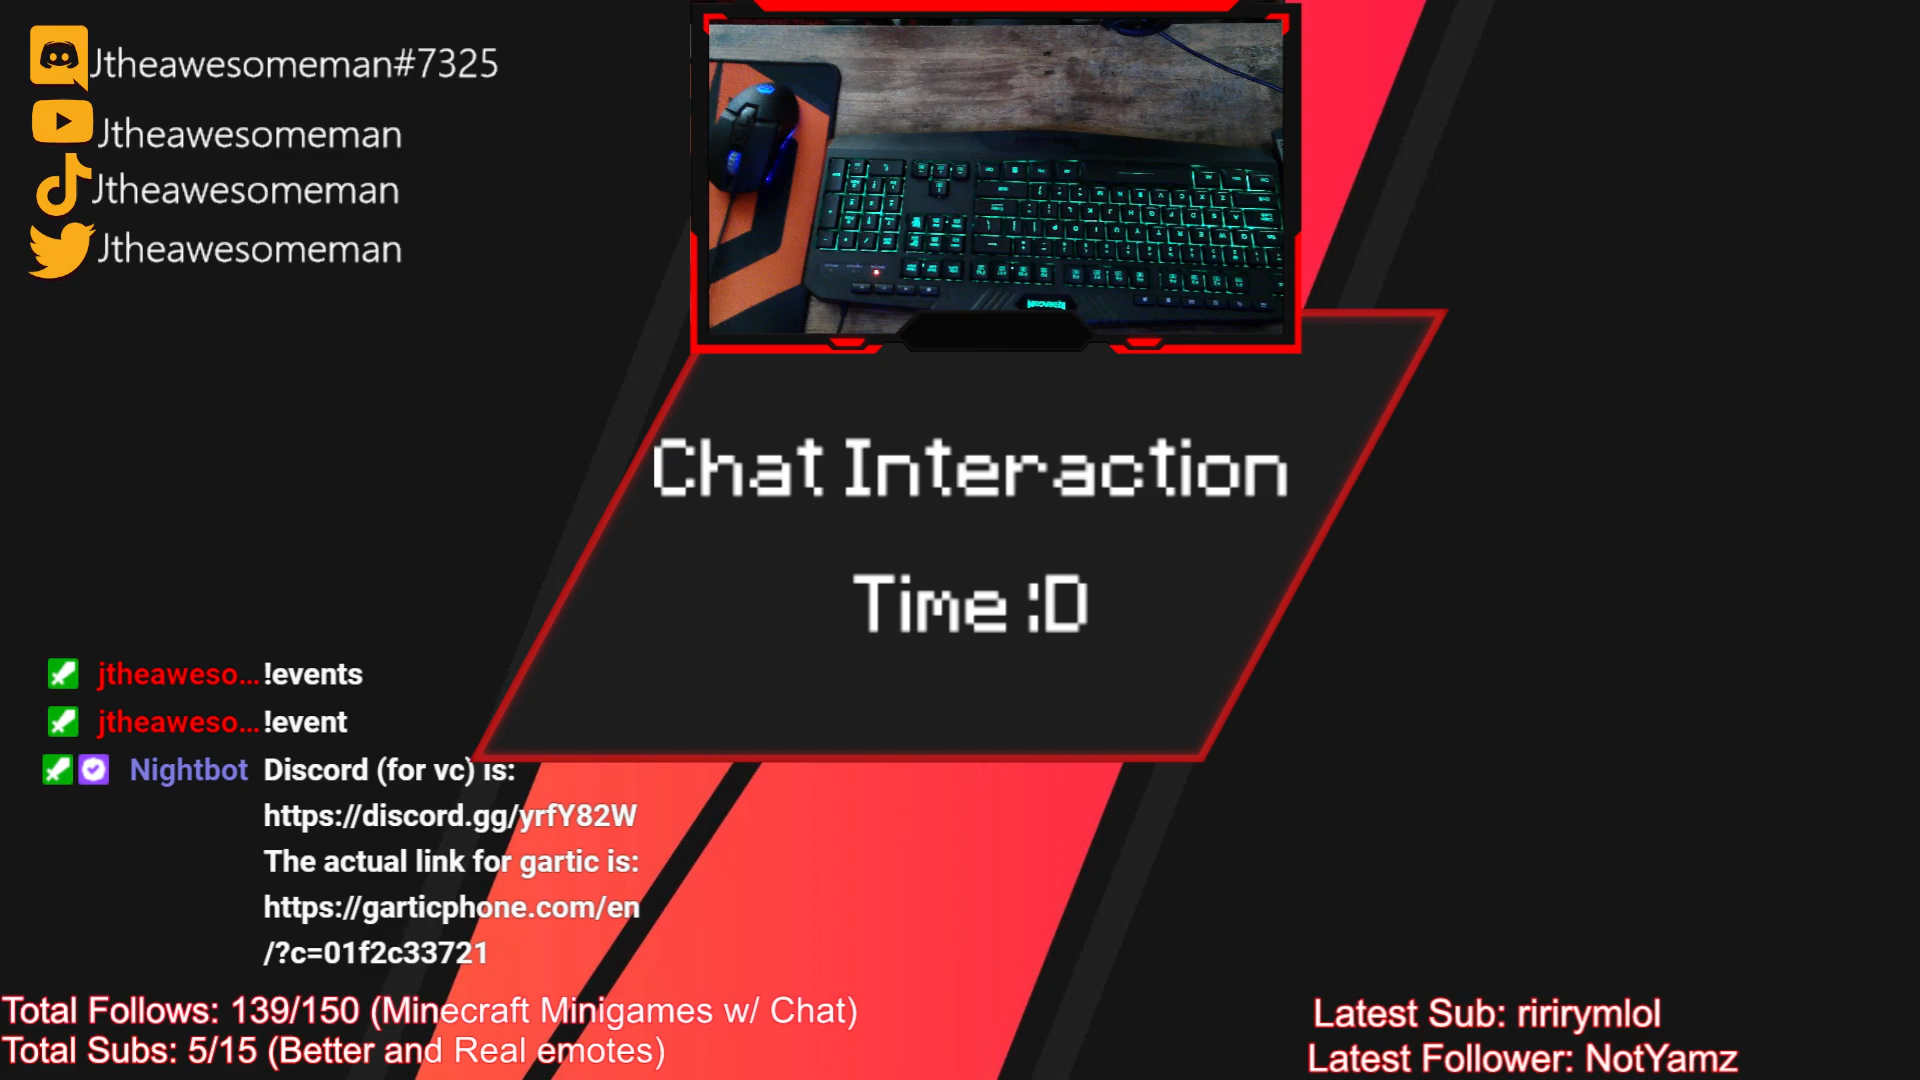 Jtheawesomeman#7325
Jtheawesomeman
Jtheawesomeman
Jtheawesomeman
Chat Interaction
Time :D
jtheaweso... !events
jtheaweso... !event
Nightbot Discord (for vc) is:
https://discord.gg/yrfY82W
The actual link for gartic is:
https://garticphone.com/en
/?c=01f2c33721
Total Follows: 139/150 (Minecraft Minigames w/ Chat)
Total Subs: 5/15 (Better and Real emotes)
Latest Sub: ririrymlol
Latest Follower: NotYamz